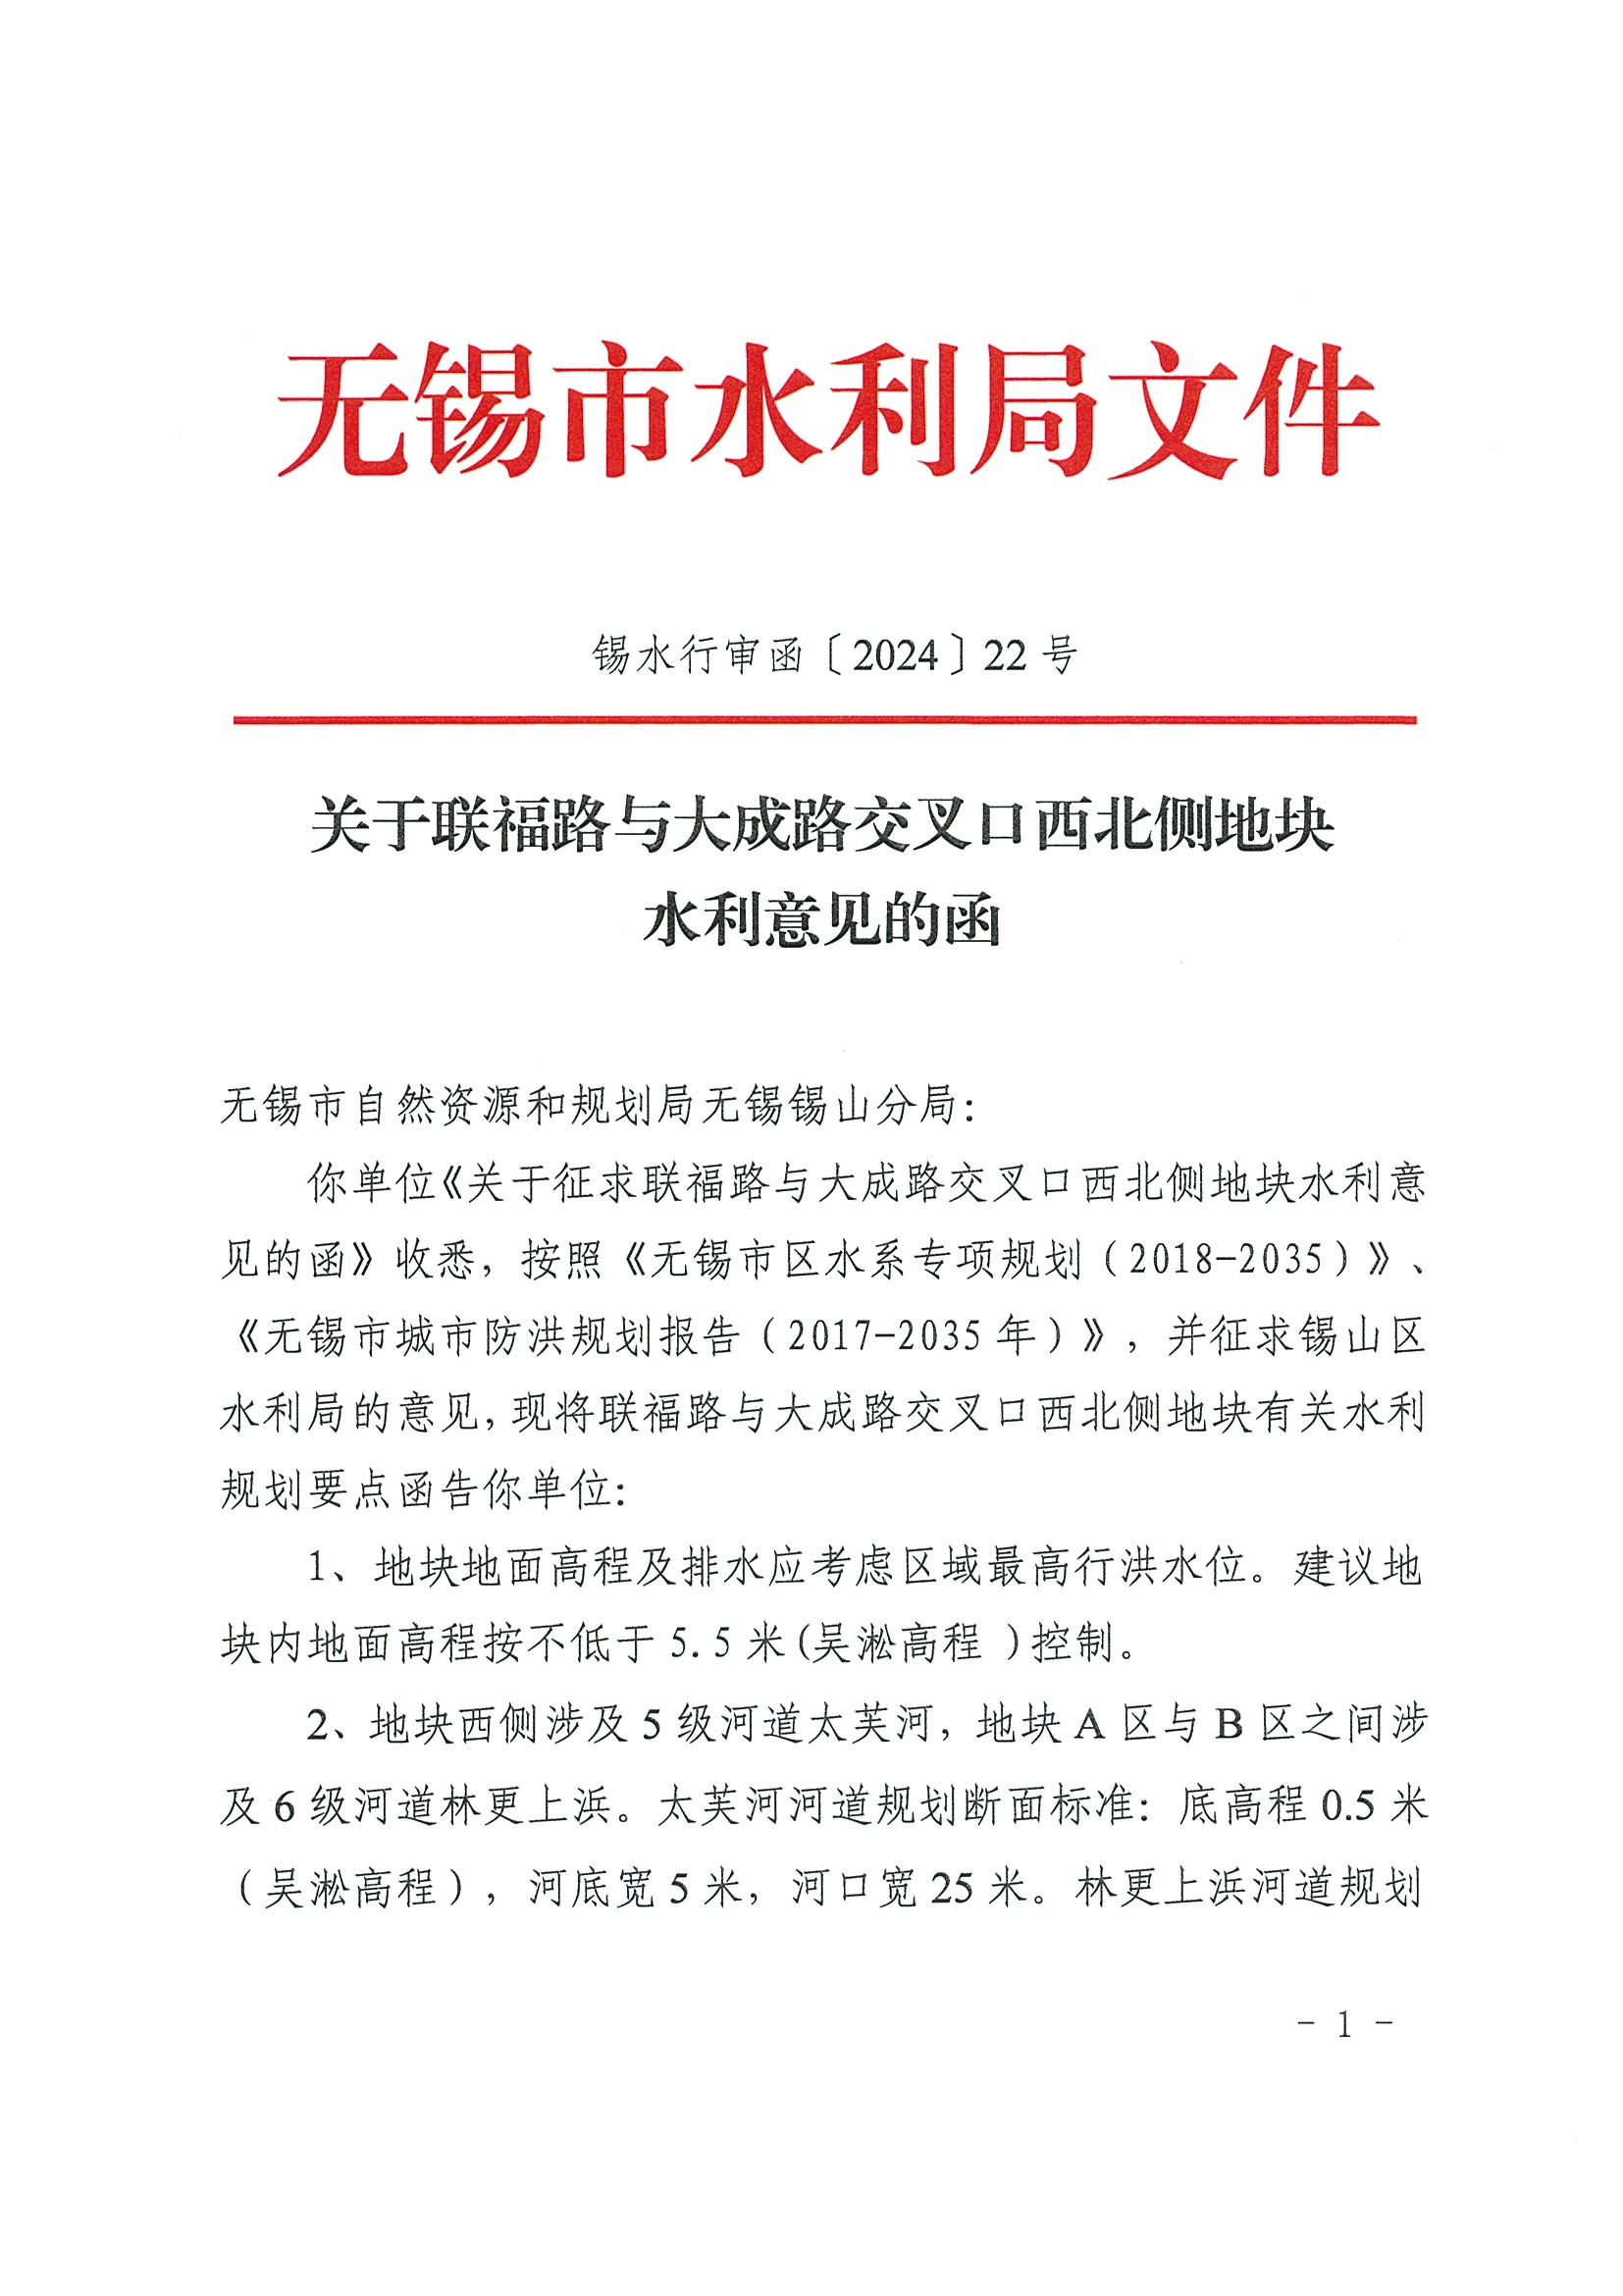 无锡市水利局文件
锡水行审函〔2024〕22 号
关于联福路与大成路交叉口西北侧地块
水利意见的函
无锡市自然资源和规划局无锡锡山分局：
你单位《关于征求联福路与大成路交叉口西北侧地块水利意
见的函》收悉，按照《无锡市区水系专项规划（2018-2035）》、
《无锡市城市防洪规划报告（2017-2035 年）》，并征求锡山区
水利局的意见，现将联福路与大成路交叉口西北侧地块有关水利
规划要点函告你单位：
1、地块地面高程及排水应考虑区域最高行洪水位。建议地
块内地面高程按不低于 5.5 米(吴淞高程 )控制。
2、地块西侧涉及 5 级河道太芙河，地块 A 区与 B 区之间涉
及 6 级河道林更上浜。太芙河河道规划断面标准：底高程 0.5 米
（吴淞高程），河底宽 5 米，河口宽 25 米。林更上浜河道规划
- 1 -